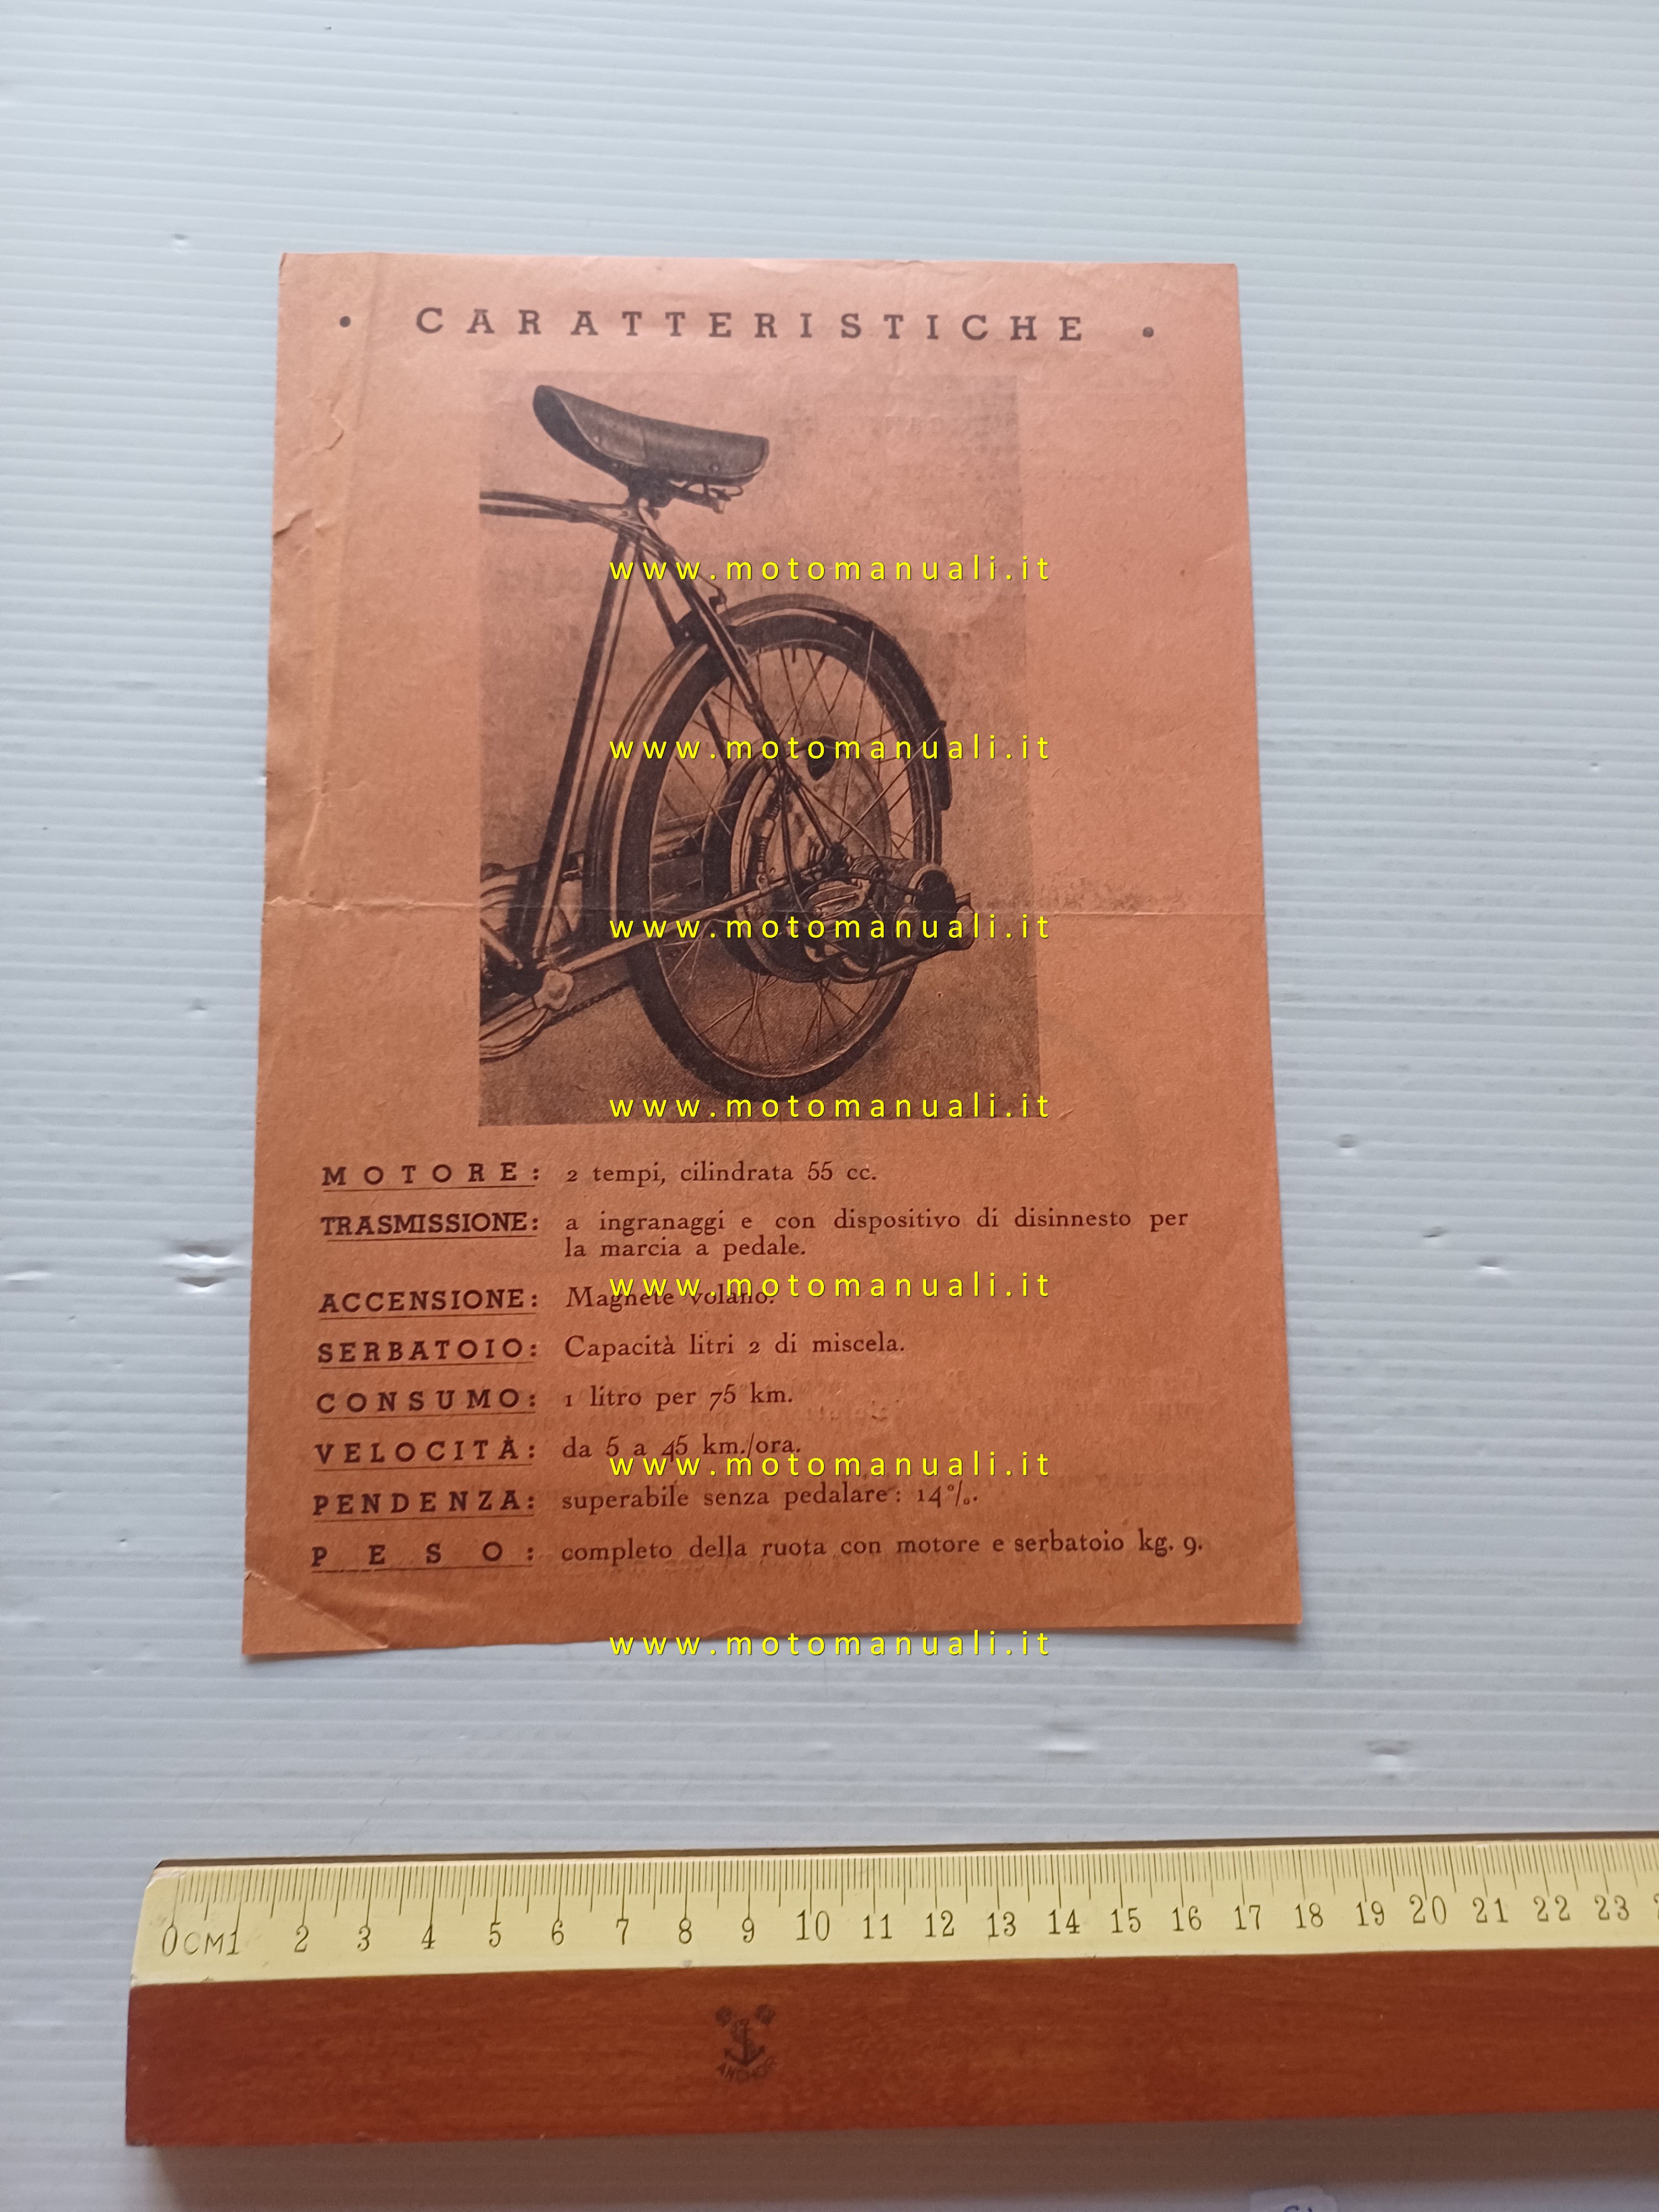 • CARATTERISTICHE •
www.motomanuali.it
www.motomanuali.it
www.motomanuali.it
www.motomanuali.it
MOTORE: 2 tempi, cilindrata 55 cc.
TRASMISSIONE: a ingranaggi e con dispositivo di disinnesto per
la marcia a pedale.
www.motomanuali.it
ACCENSIONE: Magnete volano.
SERBATOIO: Capacità litri 2 di miscela.
CONSUMO: 1 litro per 75 km.
VELOCITÀ: da 5 a 45 km./ora.
www.motomanuali.it
PENDENZA: superabile senza pedalare: 14%.
PESO: completo della ruota con motore e serbatoio kg. 9.
www.motomanuali.it
0CM1 2 3 4 5 6 7 8 9 10 11 12 13 14 15 16 17 18 19 20 21 22 23
ANCHOR